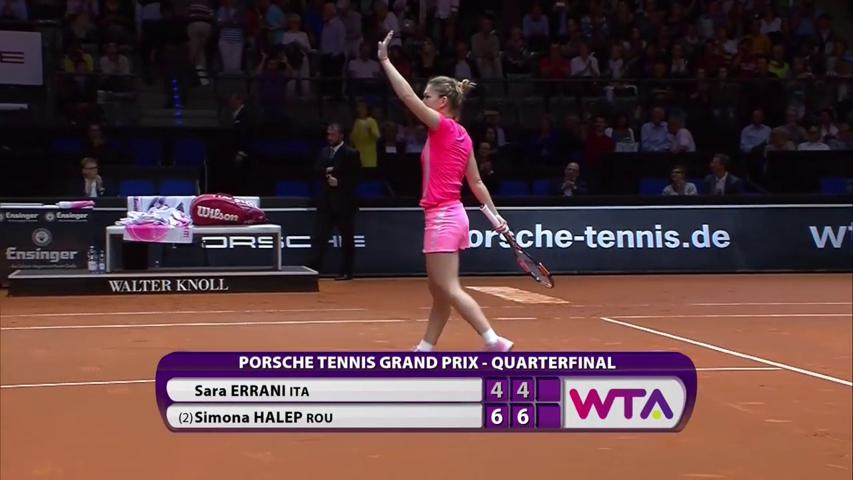 SCHE
Wilson
Ensinger
Ensinger
Ensinger
PORSCHE
porsche-tennis.de
W
WALTER KNOLL
PORSCHE TENNIS GRAND PRIX - QUARTERFINAL
Sara ERRANI ITA 4 4
(2) Simona HALEP ROU 6 6
WTA